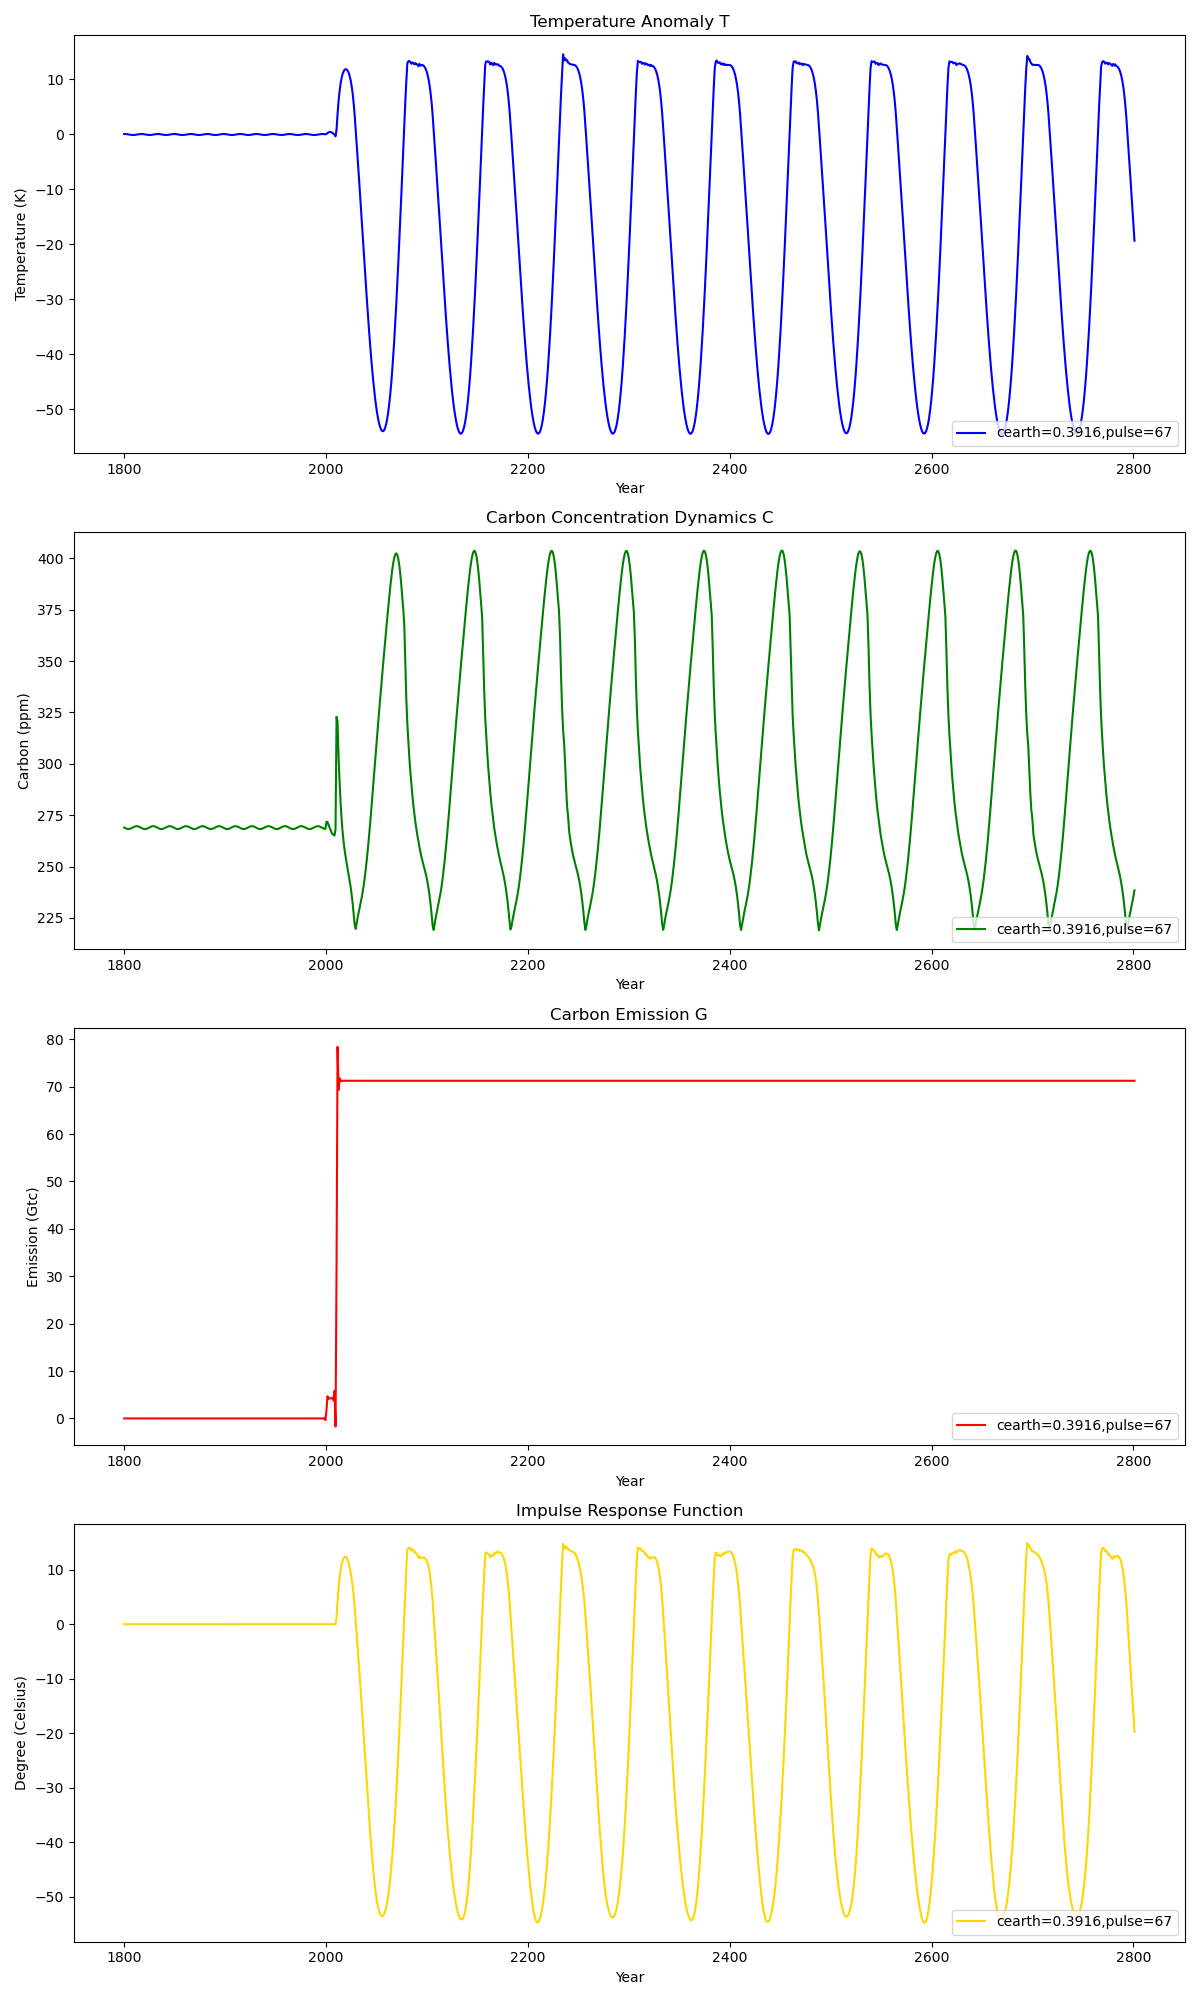 Temperature Anomaly T
10
0
−10
−20
−30
−40
−50
Temperature (K)
cearth=0.3916,pulse=67
1800 2000 2200 2400 2600 2800
Year
Carbon Concentration Dynamics C
400
375
350
325
300
275
250
225
Carbon (ppm)
cearth=0.3916,pulse=67
1800 2000 2200 2400 2600 2800
Year
Carbon Emission G
80
70
60
50
40
30
20
10
0
Emission (Gtc)
cearth=0.3916,pulse=67
1800 2000 2200 2400 2600 2800
Year
Impulse Response Function
10
0
−10
−20
−30
−40
−50
Degree (Celsius)
cearth=0.3916,pulse=67
1800 2000 2200 2400 2600 2800
Year